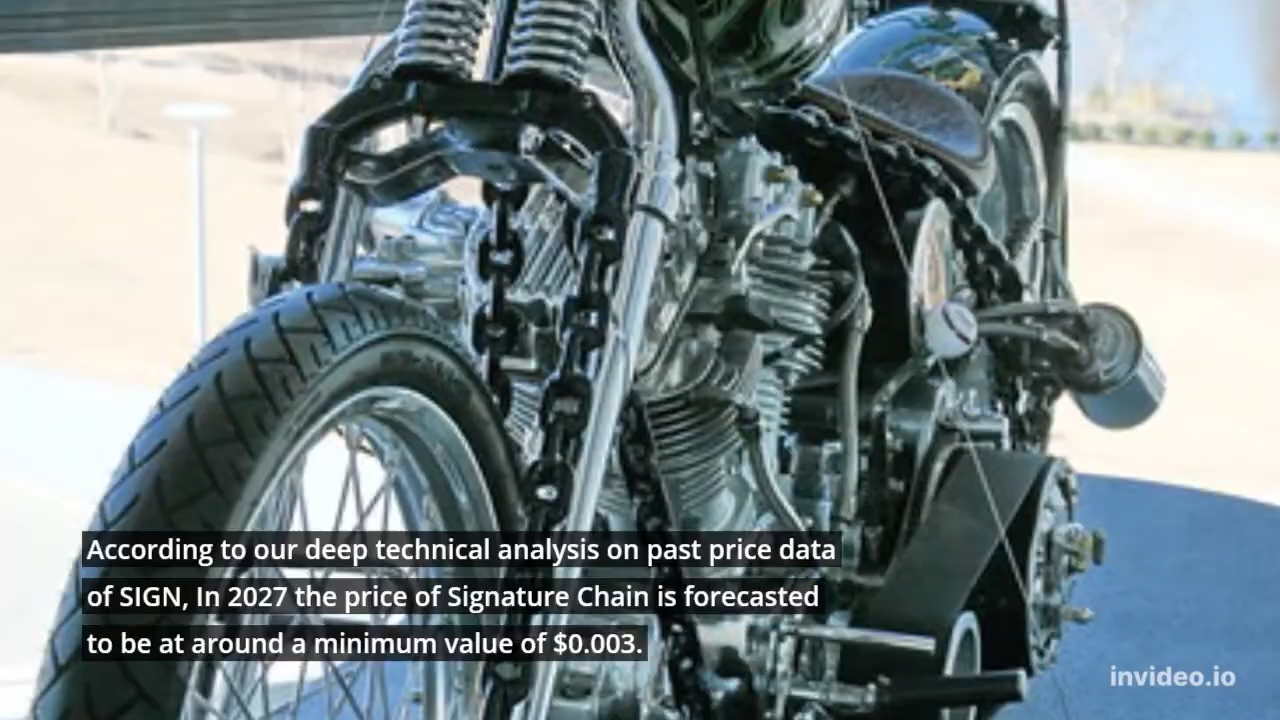 According to our deep technical analysis on past price data
of SIGN, In 2027 the price of Signature Chain is forecasted
to be at around a minimum value of $0.003.
invideo.io